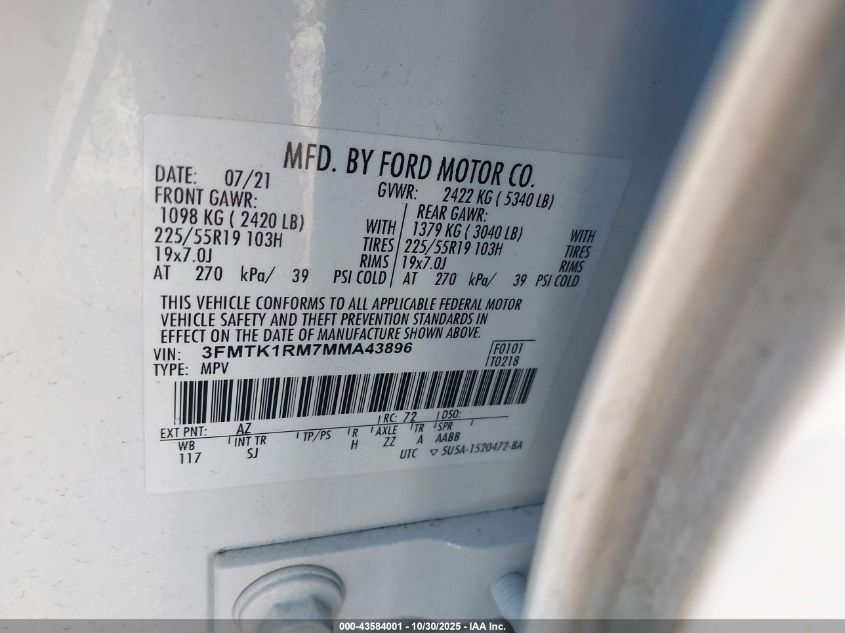 MFD. BY FORD MOTOR CO.
DATE: 07/21 GVWR: 2422 KG ( 5340 LB)
FRONT GAWR: REAR GAWR:
1098 KG ( 2420 LB) WITH 1379 KG ( 3040 LB) WITH
225/55R19 103H TIRES 225/55R19 103H TIRES
19x7.0J RIMS 19x7.0J RIMS
AT 270 kPa/ 39 PSI COLD AT 270 kPa/ 39 PSI COLD
THIS VEHICLE CONFORMS TO ALL APPLICABLE FEDERAL MOTOR
VEHICLE SAFETY AND THEFT PREVENTION STANDARDS IN
EFFECT ON THE DATE OF MANUFACTURE SHOWN ABOVE.
VIN: 3FMTK1RM7MMA43896 F0101
TYPE: MPV T0218
EXT PNT: AZ RC: 72 DSO:
WB INT TR TP/PS R AXLE TR SPR
117 SJ H ZZ A AABB
UTC ▽ 5U5A-1520472-BA
000-43584001 - 10/30/2025 - IAA Inc.